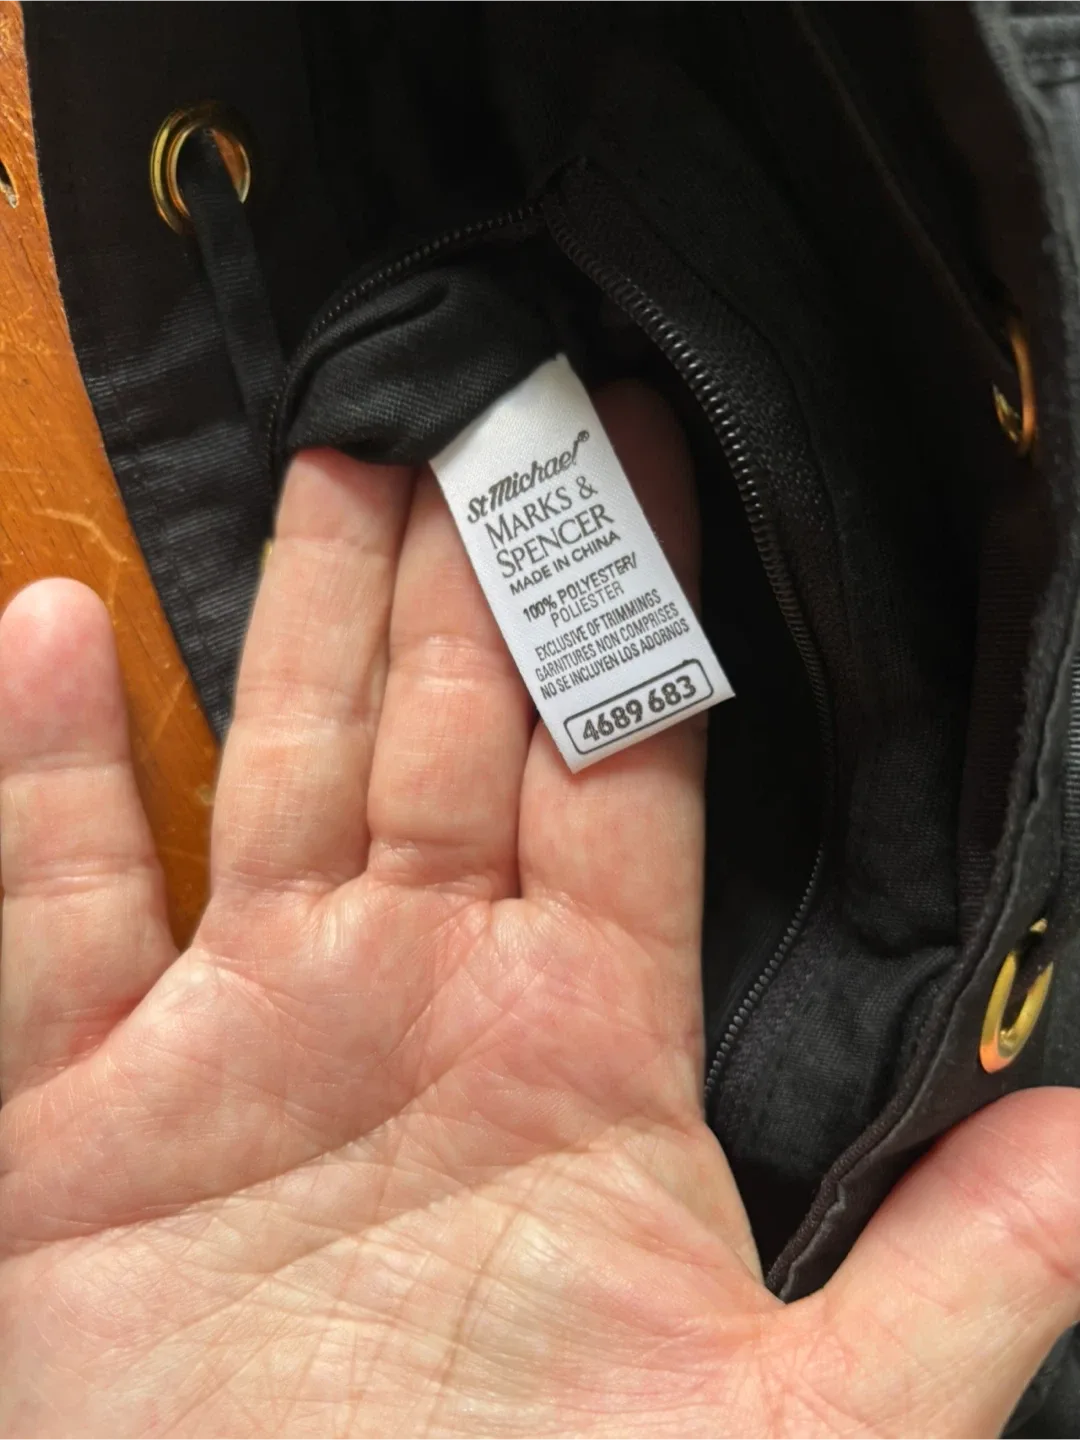 St Michael®
MARKS &
SPENCER
MADE IN CHINA
100% POLYESTER/
POLIESTER
EXCLUSIVE OF TRIMMINGS
GARNITURES NON COMPRISES
NO SE INCLUYEN LOS ADORNOS
4689 683